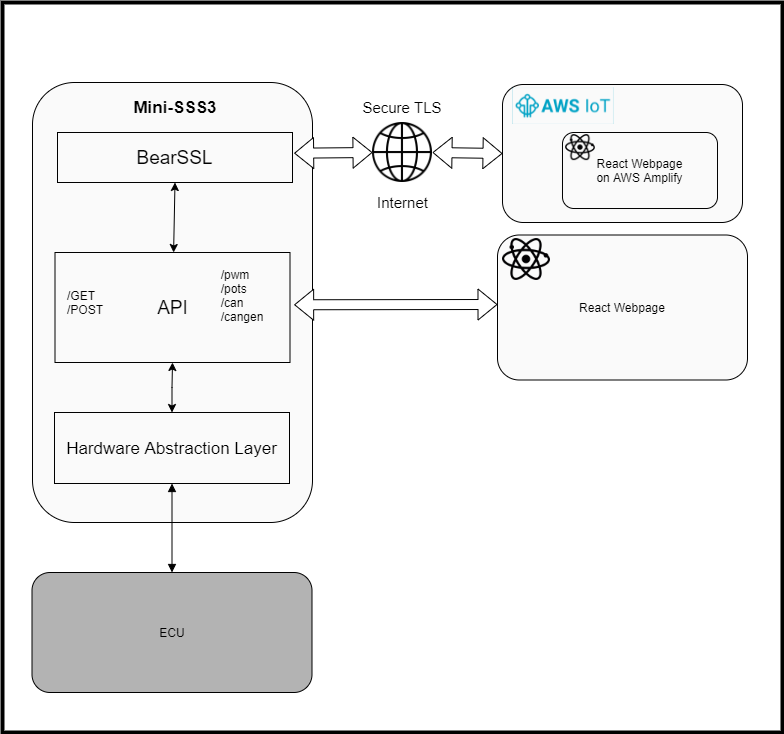 Mini-SSS3
BearSSL
Secure TLS
Internet
AWS IoT
React Webpage
on AWS Amplify
/GET
/POST
API
/pwm
/pots
/can
/cangen
React Webpage
Hardware Abstraction Layer
ECU